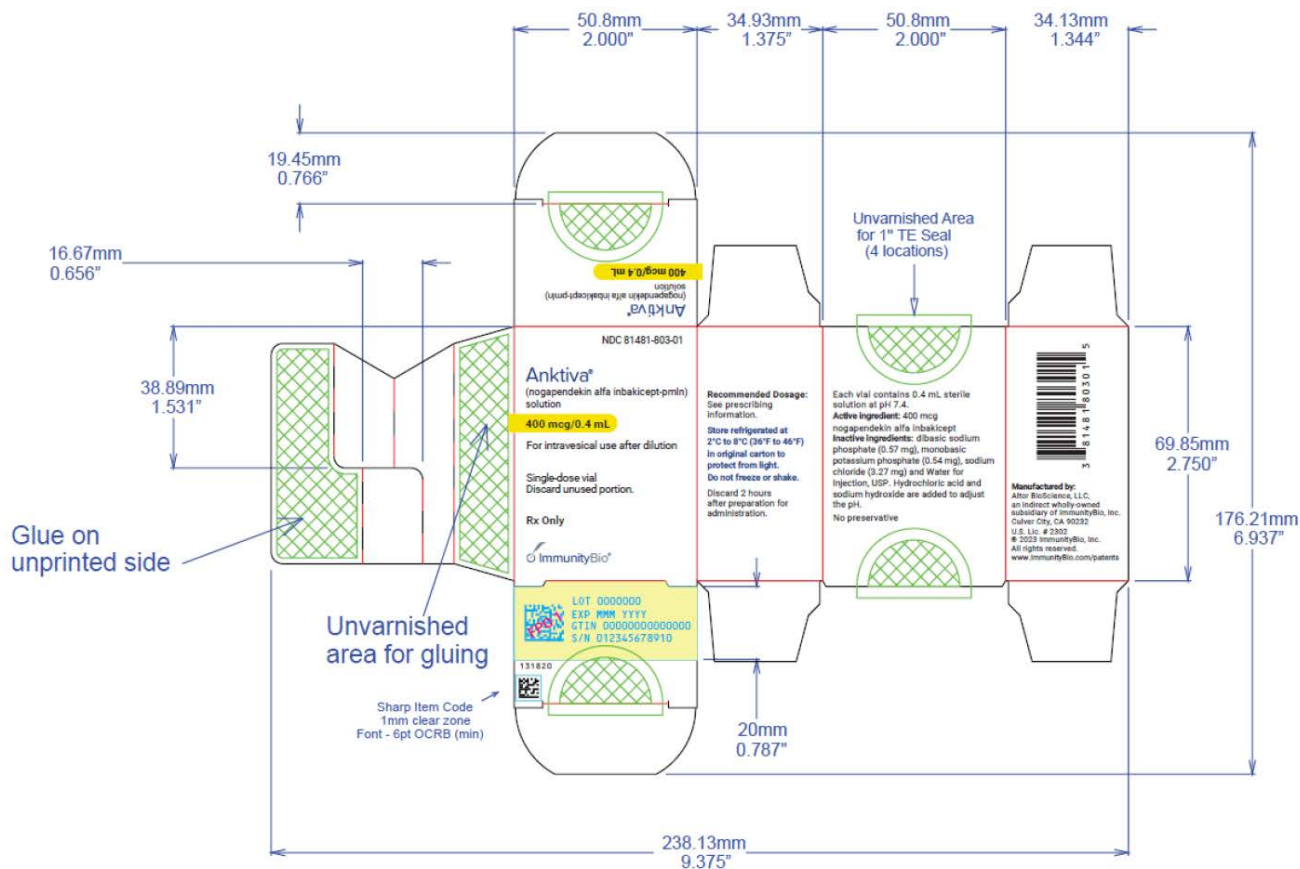 50.8mm
2.000"
34.93mm
1.375"
50.8mm
2.000"
34.13mm
1.344"
19.45mm
0.766"
16.67mm
0.656"
38.89mm
1.531"
Unvarnished Area
for 1" TE Seal
(4 locations)
Anktiva®
(nogapendekin alfa inbakicept-pmln)
solution
400 mcg/0.4 mL
NDC 81481-803-01
Anktiva®
(nogapendekin alfa inbakicept-pmln)
solution
400 mcg/0.4 mL
For intravesical use after dilution
Single-dose vial
Discard unused portion.
Rx Only
ImmunityBio®
Recommended Dosage:
See prescribing
information.
Store refrigerated at
2°C to 8°C (36°F to 46°F)
in original carton to
protect from light.
Do not freeze or shake.
Discard 2 hours
after preparation for
administration.
Each vial contains 0.4 mL sterile
solution at pH 7.4.
Active ingredient: 400 mcg
nogapendekin alfa inbakicept
Inactive ingredients: dibasic sodium
phosphate (0.57 mg), monobasic
potassium phosphate (0.54 mg), sodium
chloride (3.27 mg) and Water for
Injection, USP. Hydrochloric acid and
sodium hydroxide are added to adjust
the pH.
No preservative
3 81481 80301 5
Manufactured by:
Altor BioScience, LLC,
an indirect wholly-owned
subsidiary of ImmunityBio, Inc.
Culver City, CA 90232
U.S. Lic. # 2302
© 2023 ImmunityBio, Inc.
All rights reserved.
www.ImmunityBio.com/patents
69.85mm
2.750"
176.21mm
6.937"
Glue on
unprinted side
Unvarnished
area for gluing
LOT 0000000
EXP MMM YYYY
GTIN 00000000000000
S/N 012345678910
131820
Sharp Item Code
1mm clear zone
Font - 6pt OCRB (min)
20mm
0.787"
238.13mm
9.375"